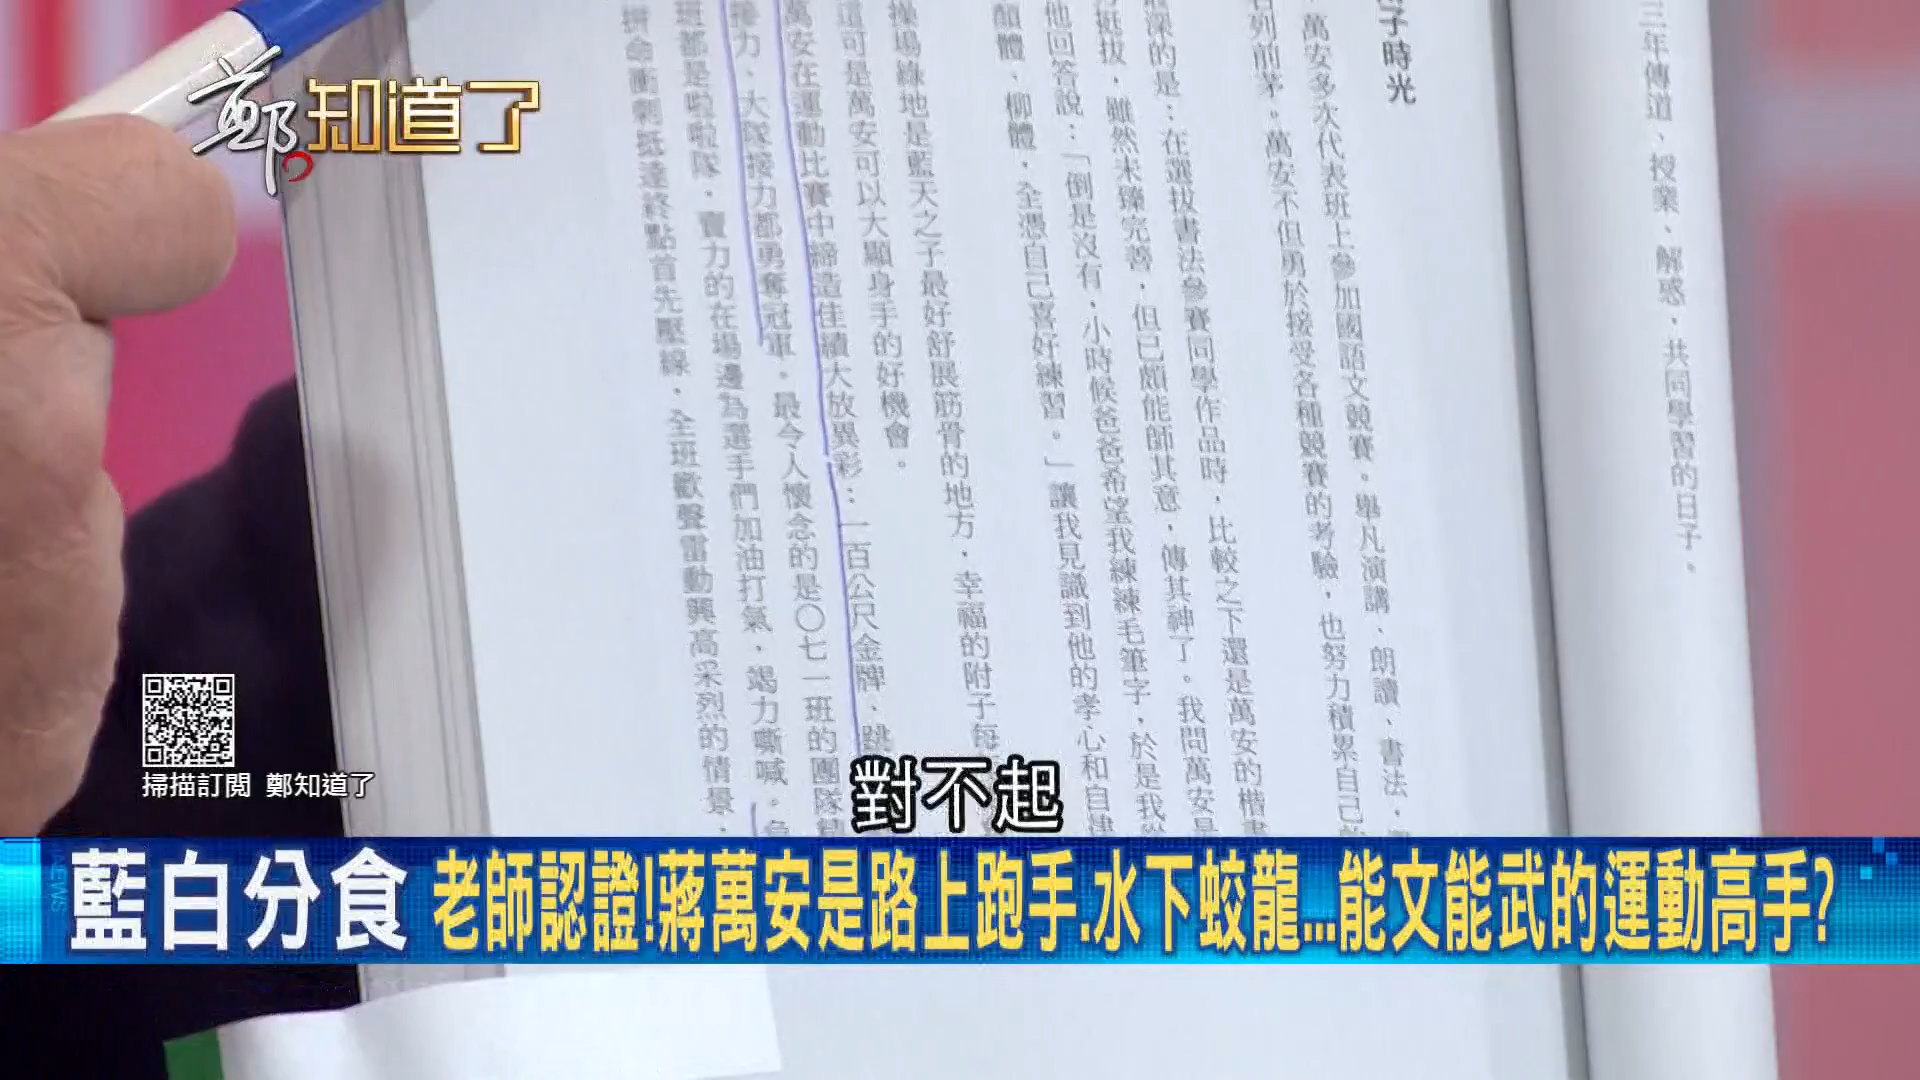 鄭知道了
三年傳道、授業、解惑，共同學習的日子。
子時光
萬安多次代表班上參加國語文競賽。舉凡演講、朗讀、書法，
名列前茅。萬安不但勇於接受各種競賽的考驗，也努力積累自己的
深的是：在選拔書法參賽同學作品時，比較之下還是萬安的楷書
挺拔，雖然未臻完善，但已頗能師其意，傳其神了。我問萬安是
他回答說：「倒是沒有，小時候爸爸希望我練練毛筆字，於是我從
顏體、柳體，全憑自己喜好練習。」讓我見識到他的孝心和自律
操場綠地是藍天之子最好舒展筋骨的地方，幸福的附子每
這可是萬安可以大顯身手的好機會。
萬安在運動比賽中締造佳績大放異彩：一百公尺金牌、跳
接力、大隊接力都勇奪冠軍。最令人懷念的是〇七一班的團隊
班都是啦啦隊，賣力的在場邊為選手們加油打氣，竭力嘶喊。
拼命衝刺抵達終點首先壓線，全班歡聲雷動興高采烈的情景，
掃描訂閱 鄭知道了
對不起
藍白分食
老師認證!蔣萬安是路上跑手.水下蛟龍...能文能武的運動高手?